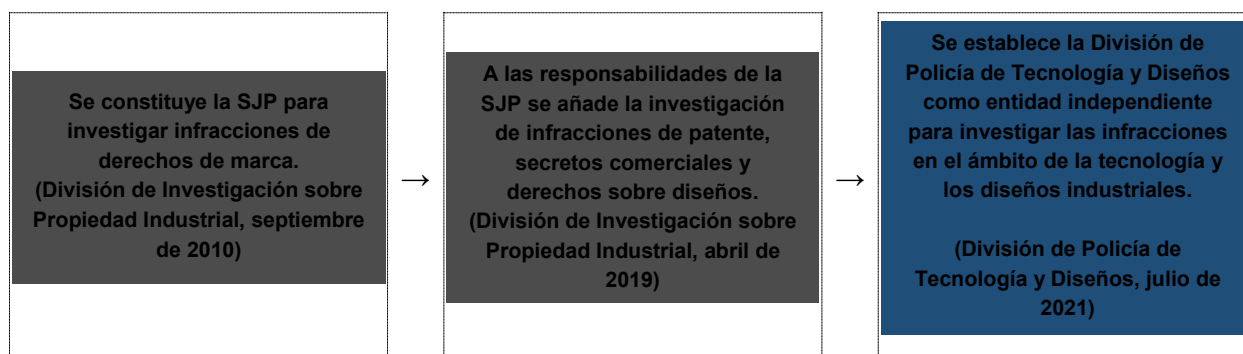 Se constituye la SJP para
investigar infracciones de
derechos de marca.
(División de Investigación sobre
Propiedad Industrial, septiembre
de 2010)
→
A las responsabilidades de la
SJP se añade la investigación
de infracciones de patente,
secretos comerciales y
derechos sobre diseños.
(División de Investigación sobre
Propiedad Industrial, abril de
2019)
→
Se establece la División de
Policía de Tecnología y Diseños
como entidad independiente
para investigar las infracciones
en el ámbito de la tecnología y
los diseños industriales.
(División de Policía de
Tecnología y Diseños, julio de
2021)